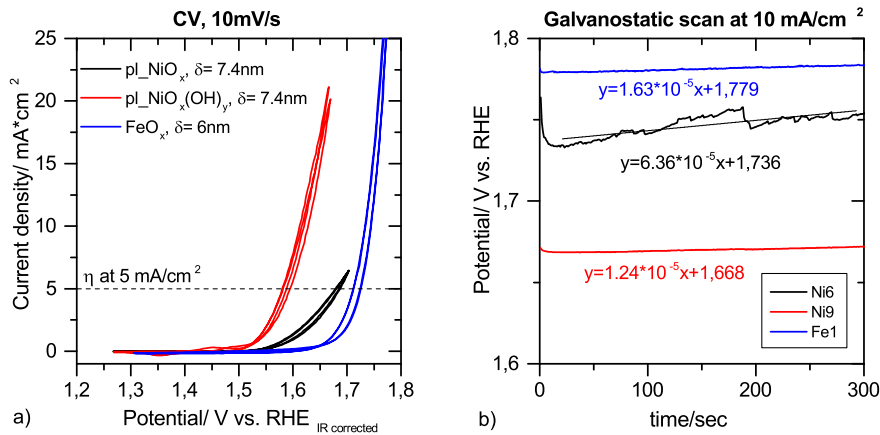 CV, 10mV/s
25
20
15
10
5
0
Current density/ mA*cm²
pl_NiOₓ, δ= 7.4nm
pl_NiOₓ(OH)ᵧ, δ= 7.4nm
FeOₓ, δ= 6nm
η at 5 mA/cm²
1,2 1,3 1,4 1,5 1,6 1,7 1,8
a) Potential/ V vs. RHE IR corrected
Galvanostatic scan at 10 mA/cm²
1,8
1,7
1,6
Potential/ V vs. RHE
y=1.63*10⁻⁵x+1,779
y=6.36*10⁻⁵x+1,736
y=1.24*10⁻⁵x+1,668
Ni6
Ni9
Fe1
0 100 200 300
b) time/sec